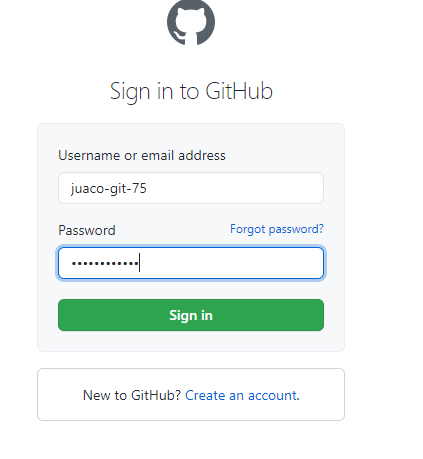 Sign in to GitHub
Username or email address
juaco-git-75
Password Forgot password?
••••••••••••
Sign in
New to GitHub? Create an account.